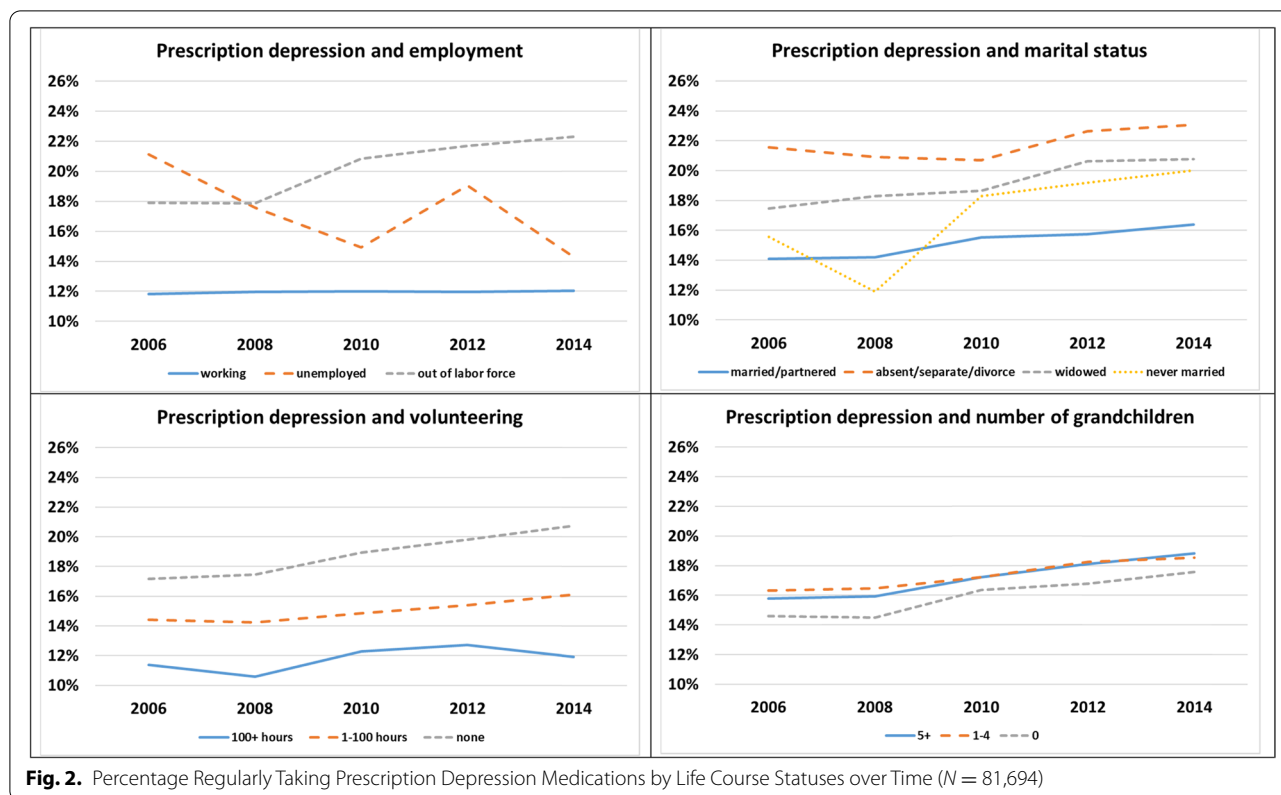 Prescription depression and employment
26%
24%
22%
20%
18%
16%
14%
12%
10%
2006 2008 2010 2012 2014
working unemployed out of labor force
Prescription depression and marital status
26%
24%
22%
20%
18%
16%
14%
12%
10%
2006 2008 2010 2012 2014
married/partnered absent/separate/divorce widowed never married
Prescription depression and volunteering
26%
24%
22%
20%
18%
16%
14%
12%
10%
2006 2008 2010 2012 2014
100+ hours 1-100 hours none
Prescription depression and number of grandchildren
26%
24%
22%
20%
18%
16%
14%
12%
10%
2006 2008 2010 2012 2014
5+ 1-4 0
Fig. 2. Percentage Regularly Taking Prescription Depression Medications by Life Course Statuses over Time (N = 81,694)